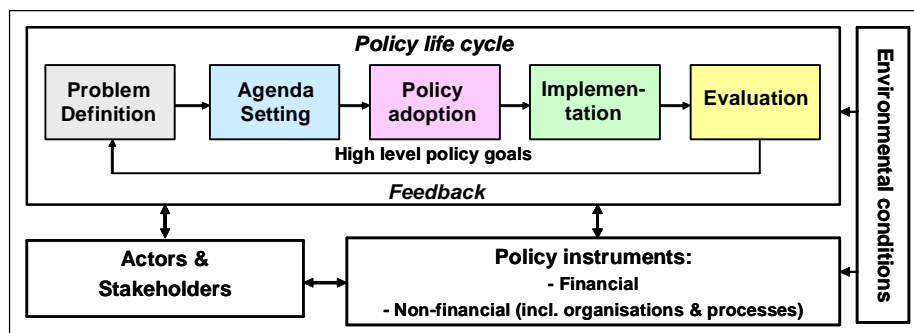 Policy life cycle
Problem
Definition
Agenda
Setting
Policy
adoption
Implemen-
tation
Evaluation
High level policy goals
Feedback
Environmental conditions
Actors &
Stakeholders
Policy instruments:
- Financial
- Non-financial (incl. organisations & processes)